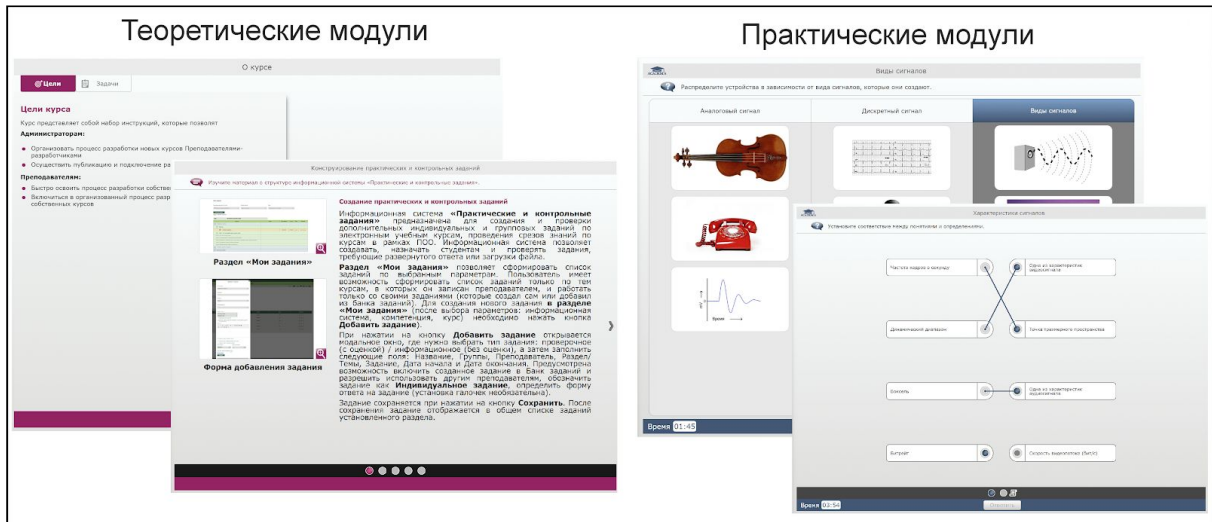 Теоретические модули
О курсе
Цели
Задачи
Цели курса
Курс представляет собой набор инструкций, которые позволят
Администраторам:
Организовать процесс разработки новых курсов Преподавателями-
разработчиками
Осуществить публикацию и подключение ра
Преподавателям:
Быстро освоить процесс разработки собстве
Включиться в организованный процесс разр
собственных курсов
Конструирование практических и контрольных заданий
Изучите материал о структуре информационной системы «Практические и контрольные задания».
Раздел «Мои задания»
Форма добавления задания
Создание практических и контрольных заданий
Информационная система «Практические и контрольные
задания» предназначена для создания и проверки
дополнительных индивидуальных и групповых заданий по
электронным учебным курсам, проведения срезов знаний по
курсам в рамках ПОО. Информационная система позволяет
создавать, назначать студентам и проверять задания,
требующие развернутого ответа или загрузки файла.
Раздел «Мои задания» позволяет сформировать список
заданий по выбранным параметрам. Пользователь имеет
возможность сформировать список заданий только по тем
курсам, в которых он записан преподавателем, и работать
только со своими заданиями (которые создал сам или добавил
из банка заданий). Для создания нового задания в разделе
«Мои задания» (после выбора параметров: информационная
система, компетенция, курс) необходимо нажать кнопка
Добавить задание).
При нажатии на кнопку Добавить задание открывается
модальное окно, где нужно выбрать тип задания: проверочное
(с оценкой) / информационное (без оценки), а затем заполнить
следующие поля: Название, Группы, Преподаватель, Раздел/
Темы, Задание, Дата начала и Дата окончания. Предусмотрена
возможность включить созданное задание в Банк заданий и
разрешить использовать другим преподавателям, обозначить
задание как Индивидуальное задание, определить форму
ответа на задание (установка галочек необязательна).
Задание сохраняется при нажатии на кнопку Сохранить. После
сохранения задание отображается в общем списке заданий
установленного раздела.
Практические модули
Виды сигналов
Распределите устройства в зависимости от вида сигналов, которые они создают.
Аналоговый сигнал
Дискретный сигнал
Виды сигналов
Время
Время 01:45
Характеристики сигналов
Установите соответствие между понятиями и определениями.
Частота кадров в секунду
Одна из характеристик
видеосигнала
Динамический диапазон
Точка трехмерного пространства
Воксель
Одна из характеристик
аудиосигнала
Битрейт
Скорость видеопотока (бит/с)
Время 03:54
Ответить